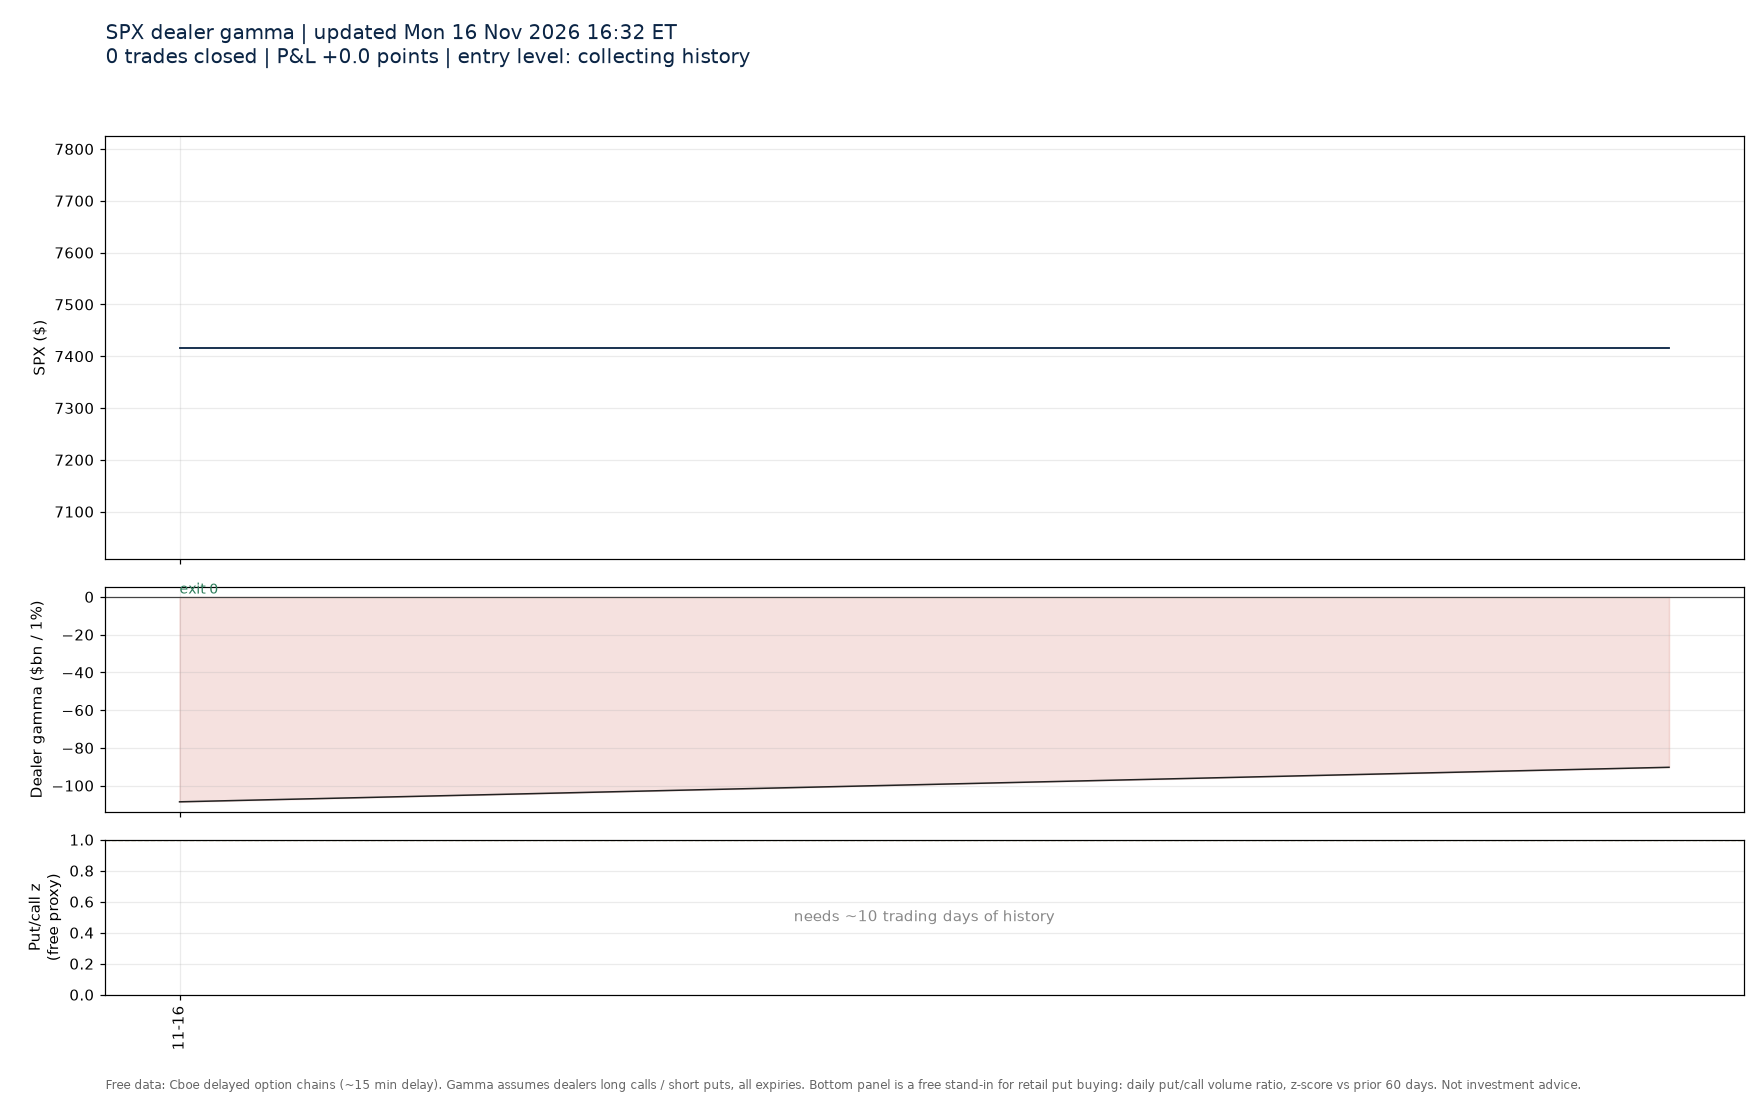 SPX dealer gamma | updated Mon 16 Nov 2026 16:32 ET
0 trades closed | P&L +0.0 points | entry level: collecting history
SPX ($)
7800
7700
7600
7500
7400
7300
7200
7100
Dealer gamma ($bn / 1%)
exit 0
0
−20
−40
−60
−80
−100
Put/call z
(free proxy)
1.0
0.8
0.6
0.4
0.2
0.0
needs ~10 trading days of history
11-16
Free data: Cboe delayed option chains (~15 min delay). Gamma assumes dealers long calls / short puts, all expiries. Bottom panel is a free stand-in for retail put buying: daily put/call volume ratio, z-score vs prior 60 days. Not investment advice.